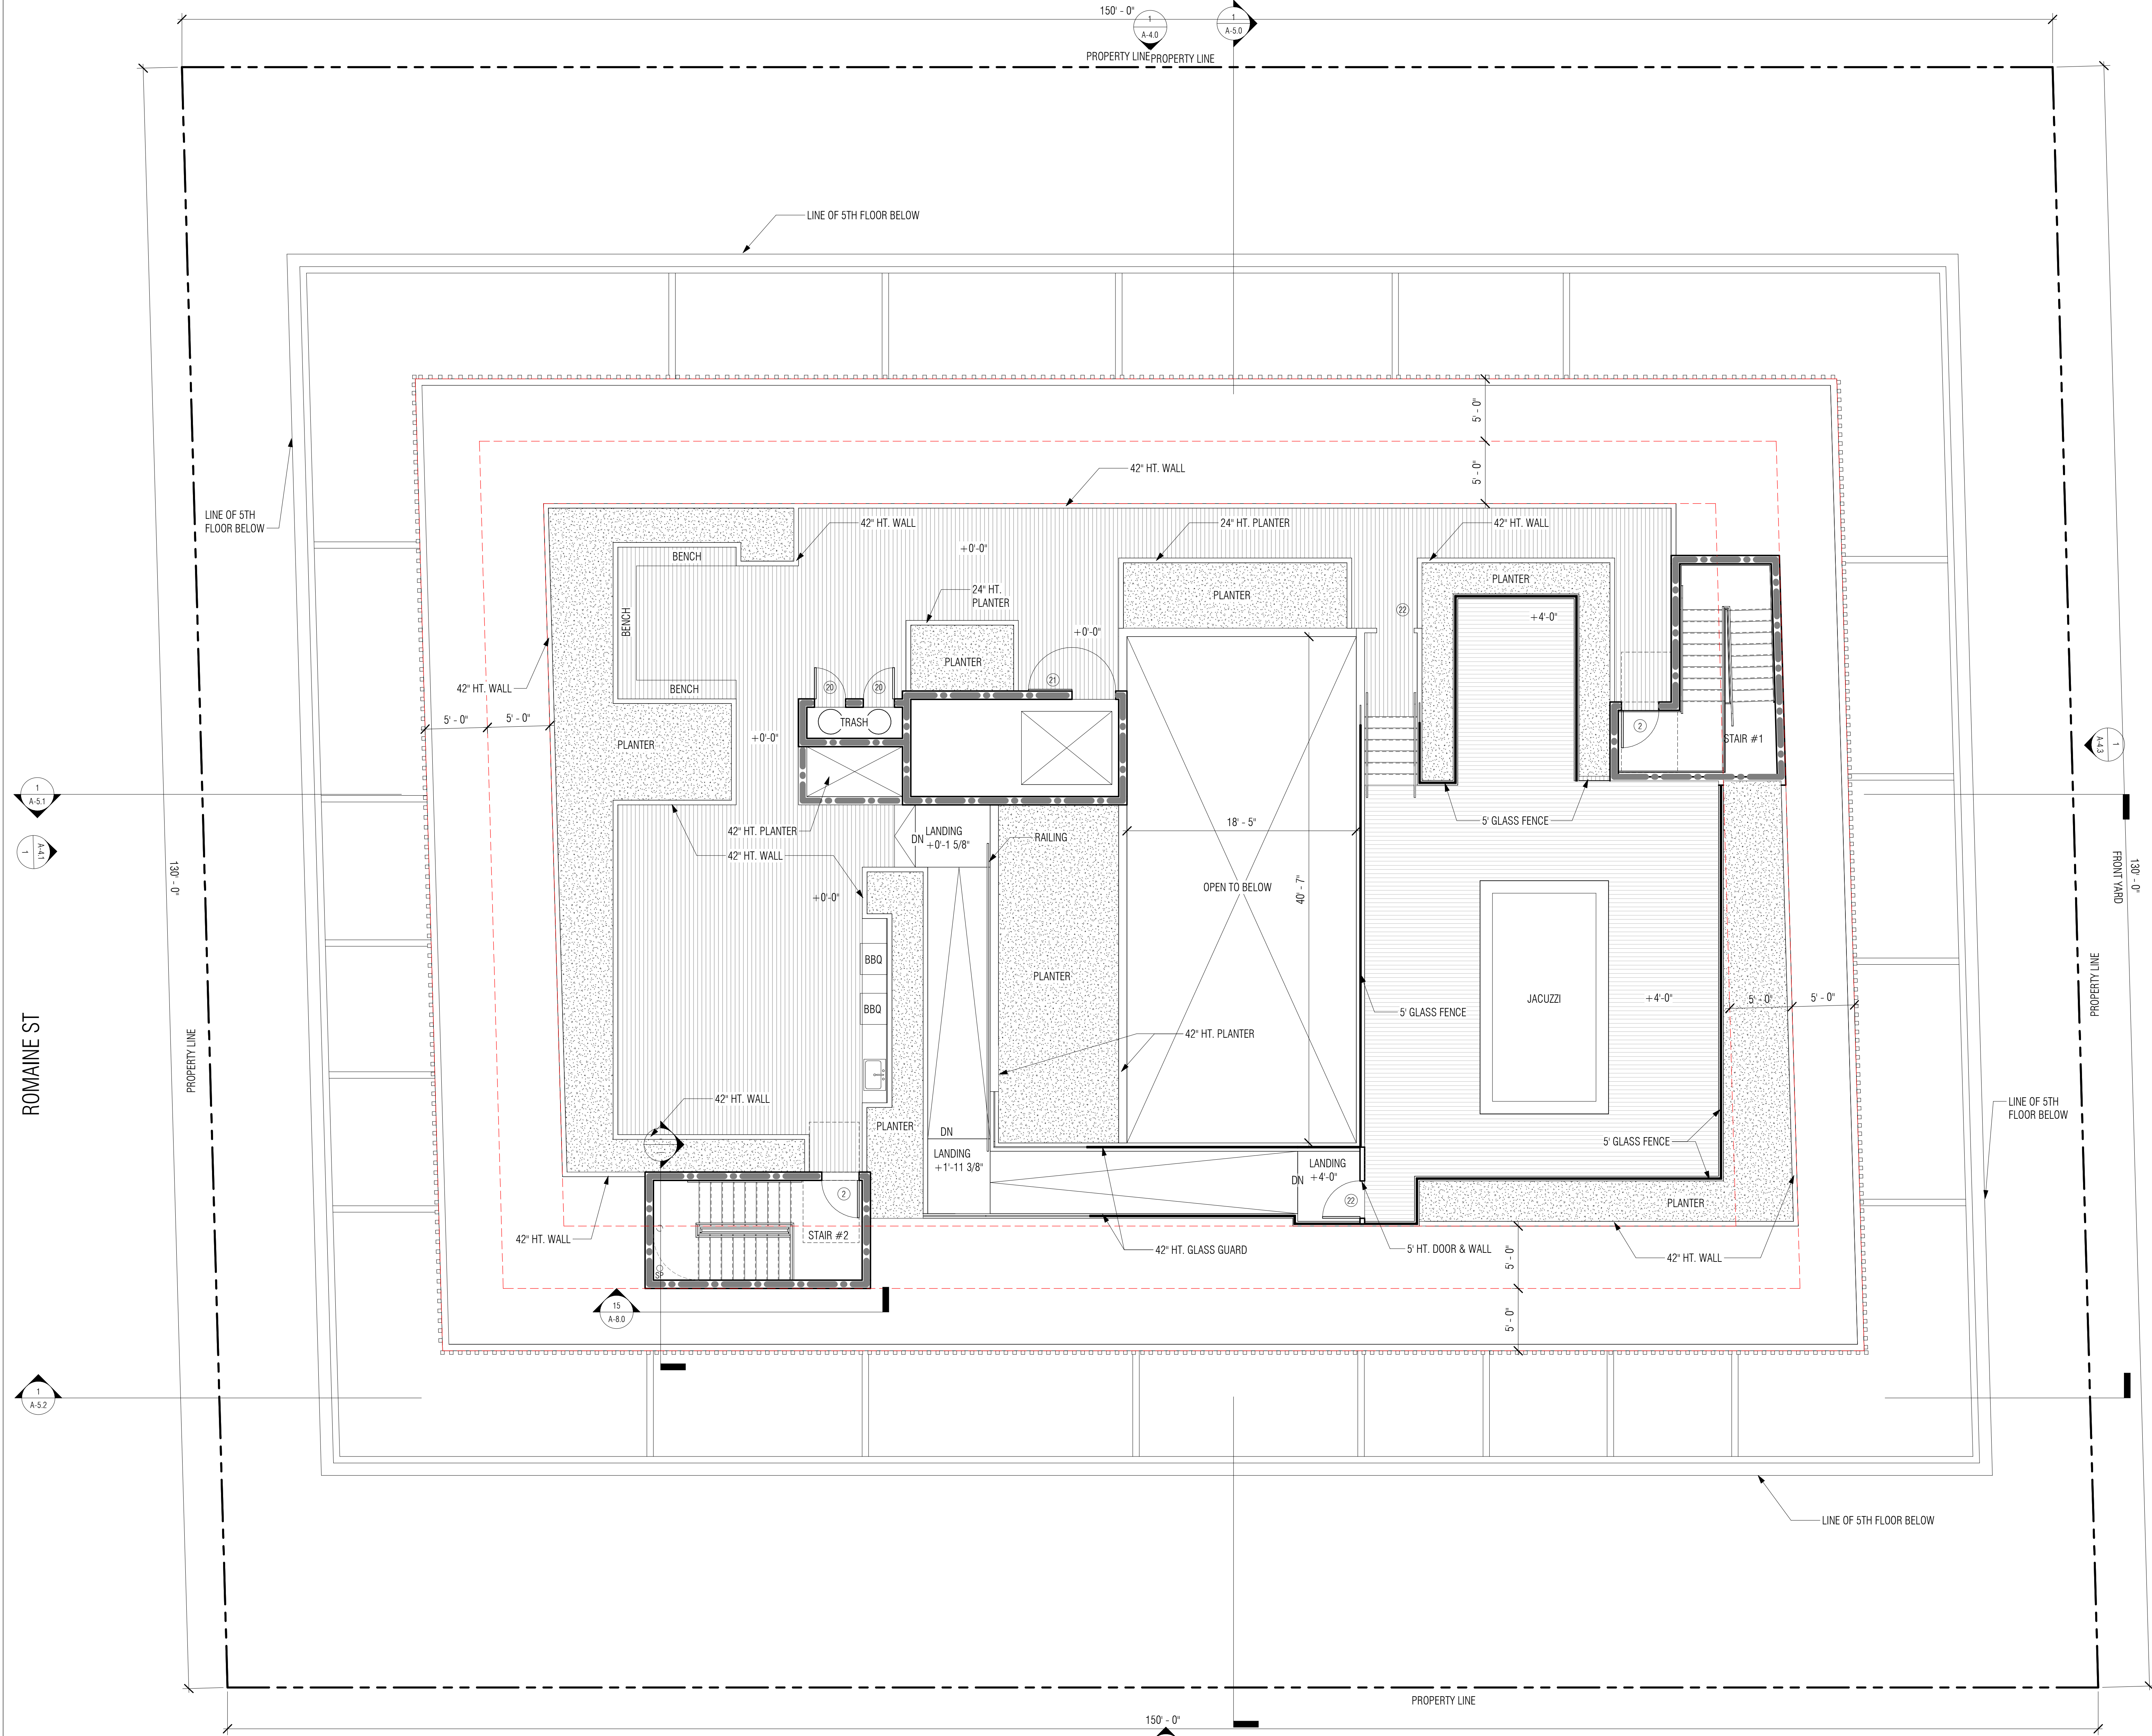 150' - 0"
1
A-4.0
1
A-5.0
PROPERTY LINE
PROPERTY LINE
LINE OF 5TH FLOOR BELOW
5' - 0"
5' - 0"
42" HT. WALL
LINE OF 5TH
FLOOR BELOW
42" HT. WALL
24" HT. PLANTER
42" HT. WALL
+0'-0"
BENCH
PLANTER
24" HT.
PLANTER
PLANTER
22
+4'-0"
BENCH
+0'-0"
PLANTER
BENCH
20
20
21
42" HT. WALL
5' - 0"
5' - 0"
TRASH
2
STAIR #1
+0'-0"
PLANTER
1
A-4.3
1
A-5.1
42" HT. PLANTER
LANDING
+0'-1 5/8"
DN
RAILING
18' - 5"
5' GLASS FENCE
A-4.1
1
42" HT. WALL
130' - 0"
130' - 0"
FRONT YARD
OPEN TO BELOW
40' - 7"
+0'-0"
BBQ
PLANTER
JACUZZI
+4'-0"
5' - 0"
5' - 0"
BBQ
5' GLASS FENCE
PROPERTY LINE
42" HT. PLANTER
ROMAINE ST
PROPERTY LINE
42" HT. WALL
LINE OF 5TH
FLOOR BELOW
PLANTER
DN
5' GLASS FENCE
LANDING
+1'-11 3/8"
LANDING
+4'-0"
DN
2
22
PLANTER
42" HT. WALL
STAIR #2
42" HT. GLASS GUARD
5' HT. DOOR & WALL
42" HT. WALL
5' - 0"
SP
15
A-8.0
5' - 0"
1
A-5.2
LINE OF 5TH FLOOR BELOW
PROPERTY LINE
150' - 0"